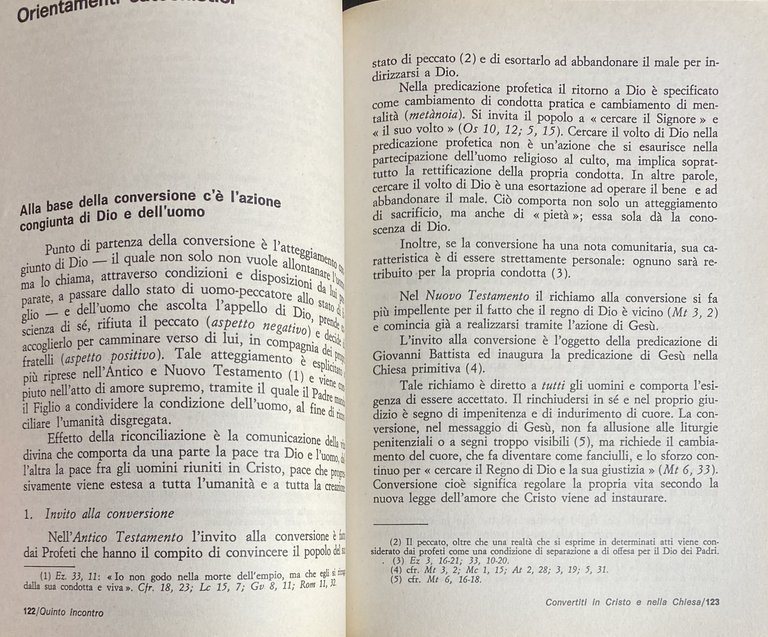 Orientamenti
Alla base della conversione c'è l'azione
congiunta di Dio e dell'uomo
Punto di partenza della conversione è l'atteggiamento
giunto di Dio — il quale non solo non vuole allontanare l'uomo
ma lo chiama, attraverso condizioni e disposizioni da lui
parate, a passare dallo stato di uomo-peccatore allo stato di
glio — e dell'uomo che ascolta l'appello di Dio, prende
scienza di sé, rifiuta il peccato (aspetto negativo) e decide
accoglierlo per camminare verso di lui, in compagnia dei
fratelli (aspetto positivo). Tale atteggiamento è esplicitato
più riprese nell'Antico e Nuovo Testamento (1) e viene
piuto nell'atto di amore supremo, tramite il quale il Padre
il Figlio a condividere la condizione dell'uomo, al fine di
ciliare l'umanità disgregata.
Effetto della riconciliazione è la comunicazione della
divina che comporta da una parte la pace tra Dio e l'uomo,
l'altra la pace fra gli uomini riuniti in Cristo, pace che
sivamente viene estesa a tutta l'umanità e a tutta la creazione
1. Invito alla conversione
Nell'Antico Testamento l'invito alla conversione è
dai Profeti che hanno il compito di convincere il popolo del
(1) Ez. 33, 11: «Io non godo nella morte dell'empio, ma che egli si
dalla sua condotta e viva». Cfr. 18, 23; Lc 15, 7; Gv 8, 11; Rom 11, 32.
122/Quinto Incontro
stato di peccato (2) e di esortarlo ad abbandonare il male per in-
dirizzarsi a Dio.
Nella predicazione profetica il ritorno a Dio è specificato
come cambiamento di condotta pratica e cambiamento di men-
talità (metànoia). Si invita il popolo a « cercare il Signore » e
« il suo volto » (Os 10, 12; 5, 15). Cercare il volto di Dio nella
predicazione profetica non è un'azione che si esaurisce nella
partecipazione dell'uomo religioso al culto, ma implica soprat-
tutto la rettificazione della propria condotta. In altre parole,
cercare il volto di Dio è una esortazione ad operare il bene e ad
abbandonare il male. Ciò comporta non solo un atteggiamento
di sacrificio, ma anche di « pietà »; essa sola dà la cono-
scenza di Dio.
Inoltre, se la conversione ha una nota comunitaria, sua ca-
ratteristica è di essere strettamente personale: ognuno sarà re-
tribuito per la propria condotta (3).
Nel Nuovo Testamento il richiamo alla conversione si fa
più impellente per il fatto che il regno di Dio è vicino (Mt 3, 2)
e comincia già a realizzarsi tramite l'azione di Gesù.
L'invito alla conversione è l'oggetto della predicazione di
Giovanni Battista ed inaugura la predicazione di Gesù nella
Chiesa primitiva (4).
Tale richiamo è diretto a tutti gli uomini e comporta l'esi-
genza di essere accettato. Il rinchiudersi in sé e nel proprio giu-
dizio è segno di impenitenza e di indurimento di cuore. La con-
versione, nel messaggio di Gesù, non fa allusione alle liturgie
penitenziali o a segni troppo visibili (5), ma richiede il cambia-
mento del cuore, che fa diventare come fanciulli, e lo sforzo
continuo per « cercare il Regno di Dio e la sua giustizia » (Mt 6, 33).
Conversione cioè significa regolare la propria vita secondo la
nuova legge dell'amore che Cristo viene ad instaurare.
(2) Il peccato, oltre che una realtà che si esprime in determinati atti viene con-
siderato dai profeti come una condizione di separazione a di offesa per il Dio dei Padri.
(3) Ez 3, 16-21; 33, 10-20.
(4) cfr. Mt 3, 2; Mc 1, 15; At 2, 28; 3, 19; 5, 31.
(5) cfr. Mt 6, 16-18.
Convertiti in Cristo e nella Chiesa/123